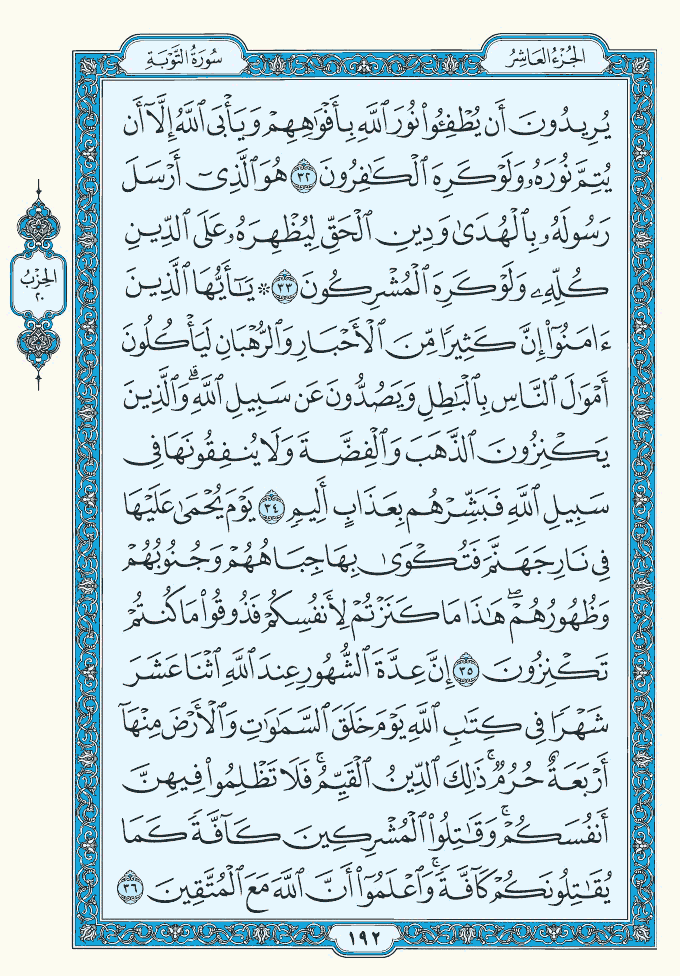 الجُزْءُ العَاشِرُ
سُورَةُ التَّوْبَةِ
يُرِيدُونَ أَن يُطْفِـُٔوا۟ نُورَ ٱللَّهِ بِأَفْوَٰهِهِمْ وَيَأْبَى ٱللَّهُ إِلَّآ أَن
يُتِمَّ نُورَهُۥ وَلَوْ كَرِهَ ٱلْكَٰفِرُونَ ٣٢ هُوَ ٱلَّذِىٓ أَرْسَلَ
رَسُولَهُۥ بِٱلْهُدَىٰ وَدِينِ ٱلْحَقِّ لِيُظْهِرَهُۥ عَلَى ٱلدِّينِ
كُلِّهِۦ وَلَوْ كَرِهَ ٱلْمُشْرِكُونَ ٣٣ ۞ يَٰٓأَيُّهَا ٱلَّذِينَ
ءَامَنُوٓا۟ إِنَّ كَثِيرًا مِّنَ ٱلْأَحْبَارِ وَٱلرُّهْبَانِ لَيَأْكُلُونَ
أَمْوَٰلَ ٱلنَّاسِ بِٱلْبَٰطِلِ وَيَصُدُّونَ عَن سَبِيلِ ٱللَّهِ ۗ وَٱلَّذِينَ
يَكْنِزُونَ ٱلذَّهَبَ وَٱلْفِضَّةَ وَلَا يُنفِقُونَهَا فِى
سَبِيلِ ٱللَّهِ فَبَشِّرْهُم بِعَذَابٍ أَلِيمٍ ٣٤ يَوْمَ يُحْمَىٰ عَلَيْهَا
فِى نَارِ جَهَنَّمَ فَتُكْوَىٰ بِهَا جِبَاهُهُمْ وَجُنُوبُهُمْ
وَظُهُورُهُمْ ۖ هَٰذَا مَا كَنَزْتُمْ لِأَنفُسِكُمْ فَذُوقُوا۟ مَا كُنتُمْ
تَكْنِزُونَ ٣٥ إِنَّ عِدَّةَ ٱلشُّهُورِ عِندَ ٱللَّهِ ٱثْنَا عَشَرَ
شَهْرًا فِى كِتَٰبِ ٱللَّهِ يَوْمَ خَلَقَ ٱلسَّمَٰوَٰتِ وَٱلْأَرْضَ مِنْهَآ
أَرْبَعَةٌ حُرُمٌ ۚ ذَٰلِكَ ٱلدِّينُ ٱلْقَيِّمُ ۚ فَلَا تَظْلِمُوا۟ فِيهِنَّ
أَنفُسَكُمْ ۚ وَقَٰتِلُوا۟ ٱلْمُشْرِكِينَ كَآفَّةً كَمَا
يُقَٰتِلُونَكُمْ كَآفَّةً ۚ وَٱعْلَمُوٓا۟ أَنَّ ٱللَّهَ مَعَ ٱلْمُتَّقِينَ ٣٦
الحِزْبُ
٢٠
١٩٢